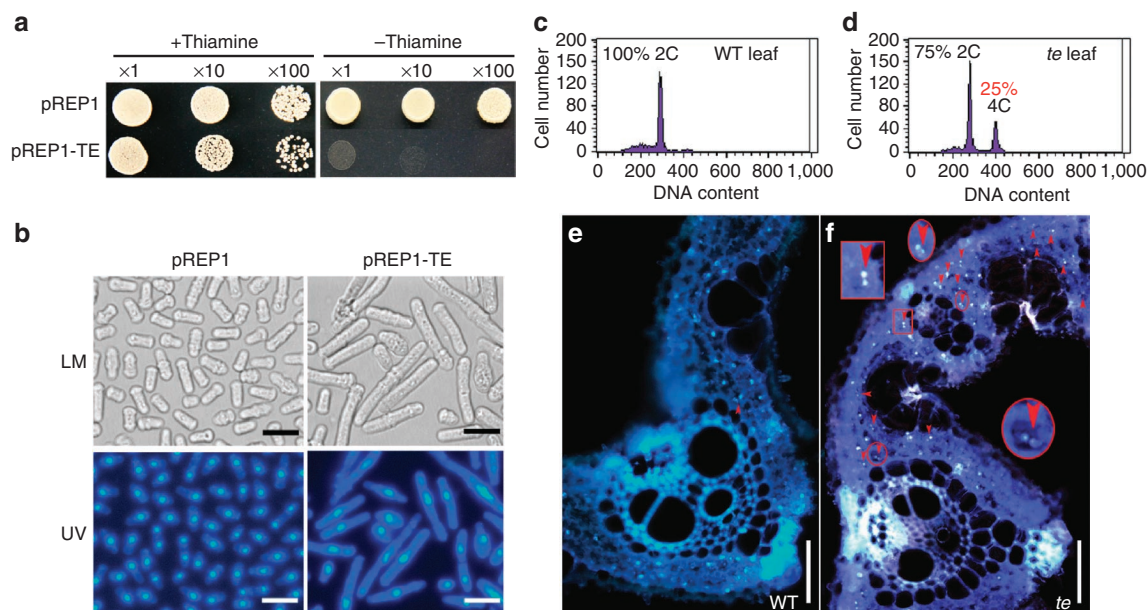 a
+Thiamine
−Thiamine
×1 ×10 ×100 ×1 ×10 ×100
pREP1
pREP1-TE
b
pREP1 pREP1-TE
LM
UV
c
200
160
120
80
40
0
Cell number
100% 2C
WT leaf
0 200 400 600 800 1,000
DNA content
d
200
160
120
80
40
0
Cell number
75% 2C
te leaf
25%
4C
0 200 400 600 800 1,000
DNA content
e
WT
f
te